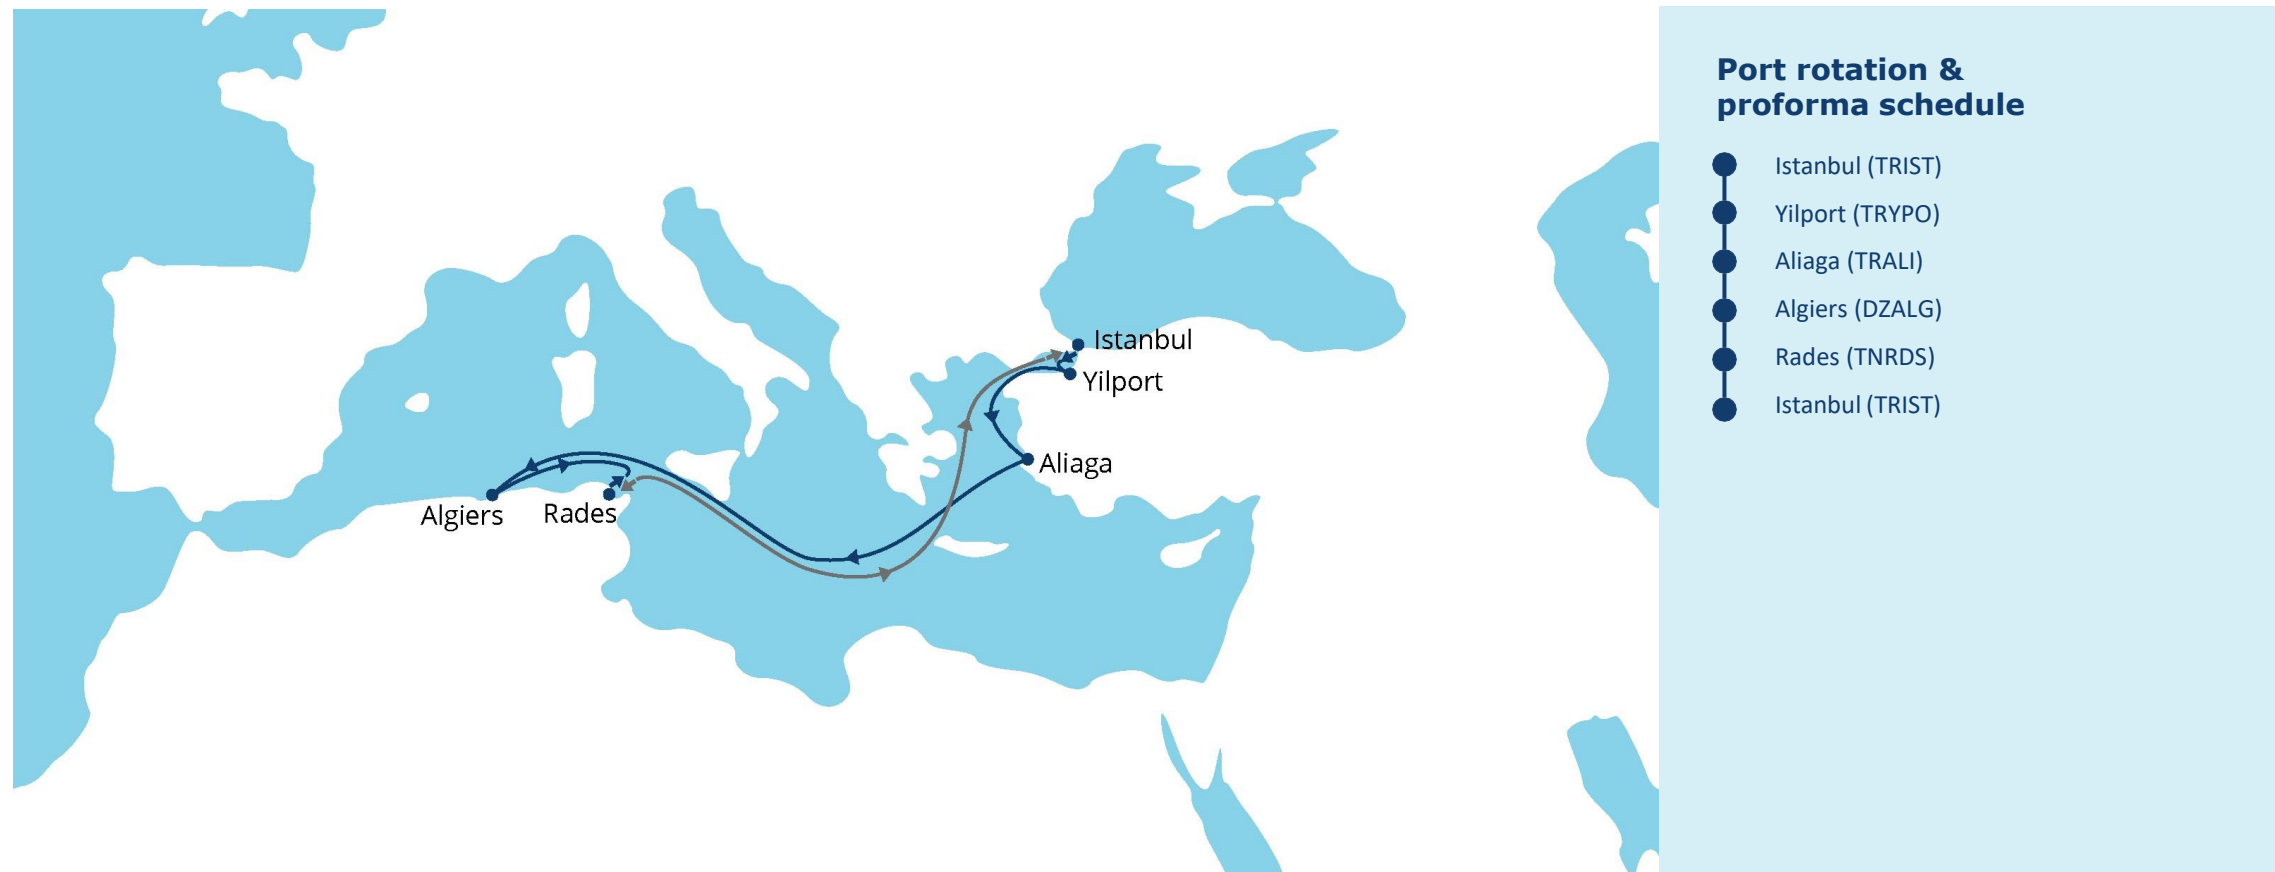 Port rotation &
proforma schedule
Istanbul (TRIST)
Yilport (TRYPO)
Aliaga (TRALI)
Algiers (DZALG)
Rades (TNRDS)
Istanbul (TRIST)
Istanbul
Yilport
Aliaga
Algiers
Rades